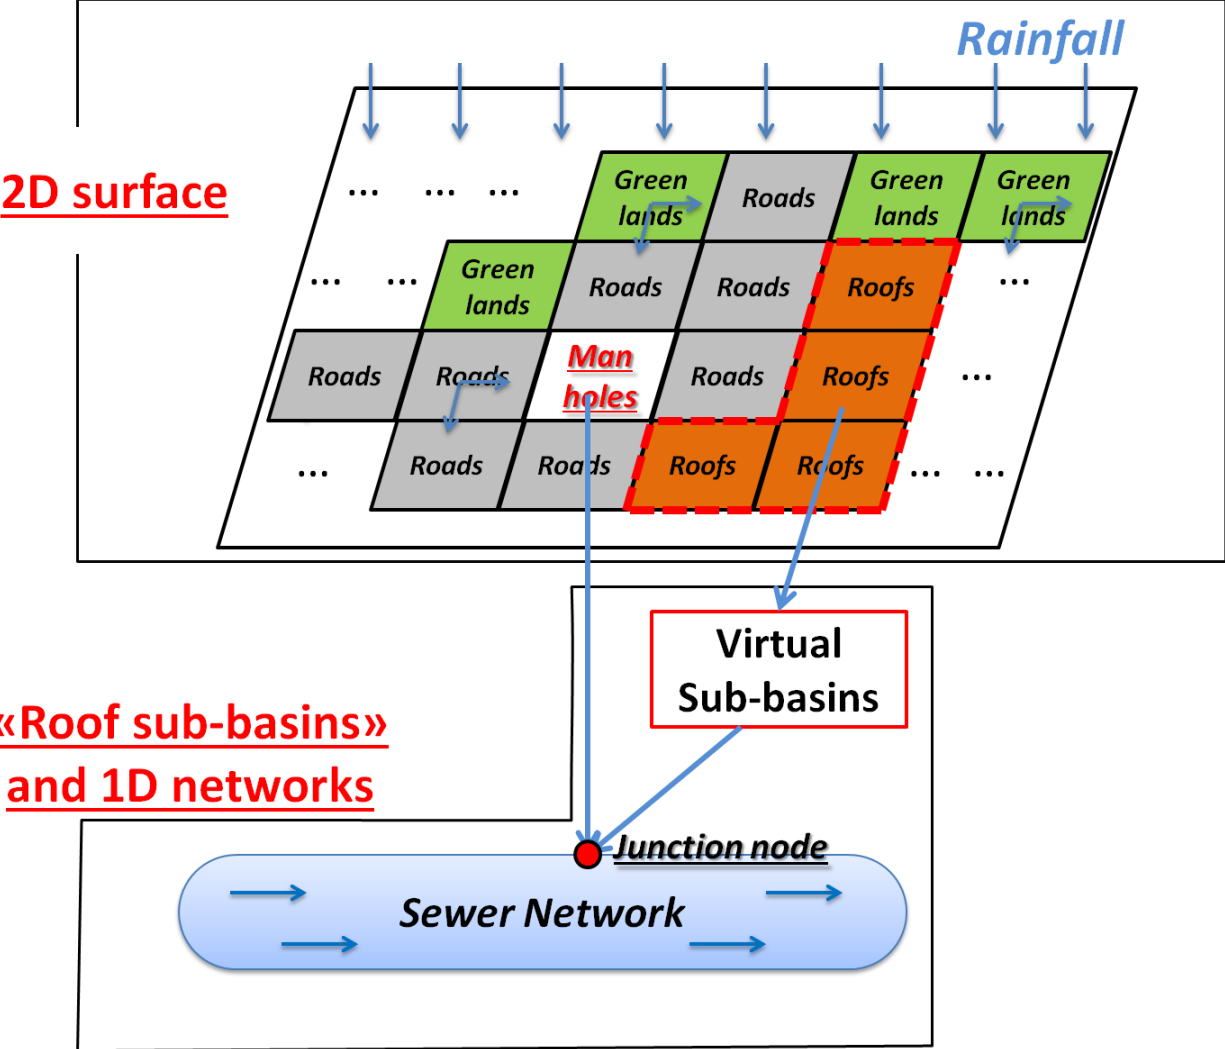 Rainfall
2D surface
... ... ...
Green
lands
Roads
Green
lands
Green
lands
... ...
Green
lands
Roads
Roads
Roofs
...
Roads
Roads
Man
holes
Roads
Roofs
...
...
Roads
Roads
Roofs
Roofs
... ...
Virtual
Sub-basins
«Roof sub-basins»
and 1D networks
Junction node
Sewer Network